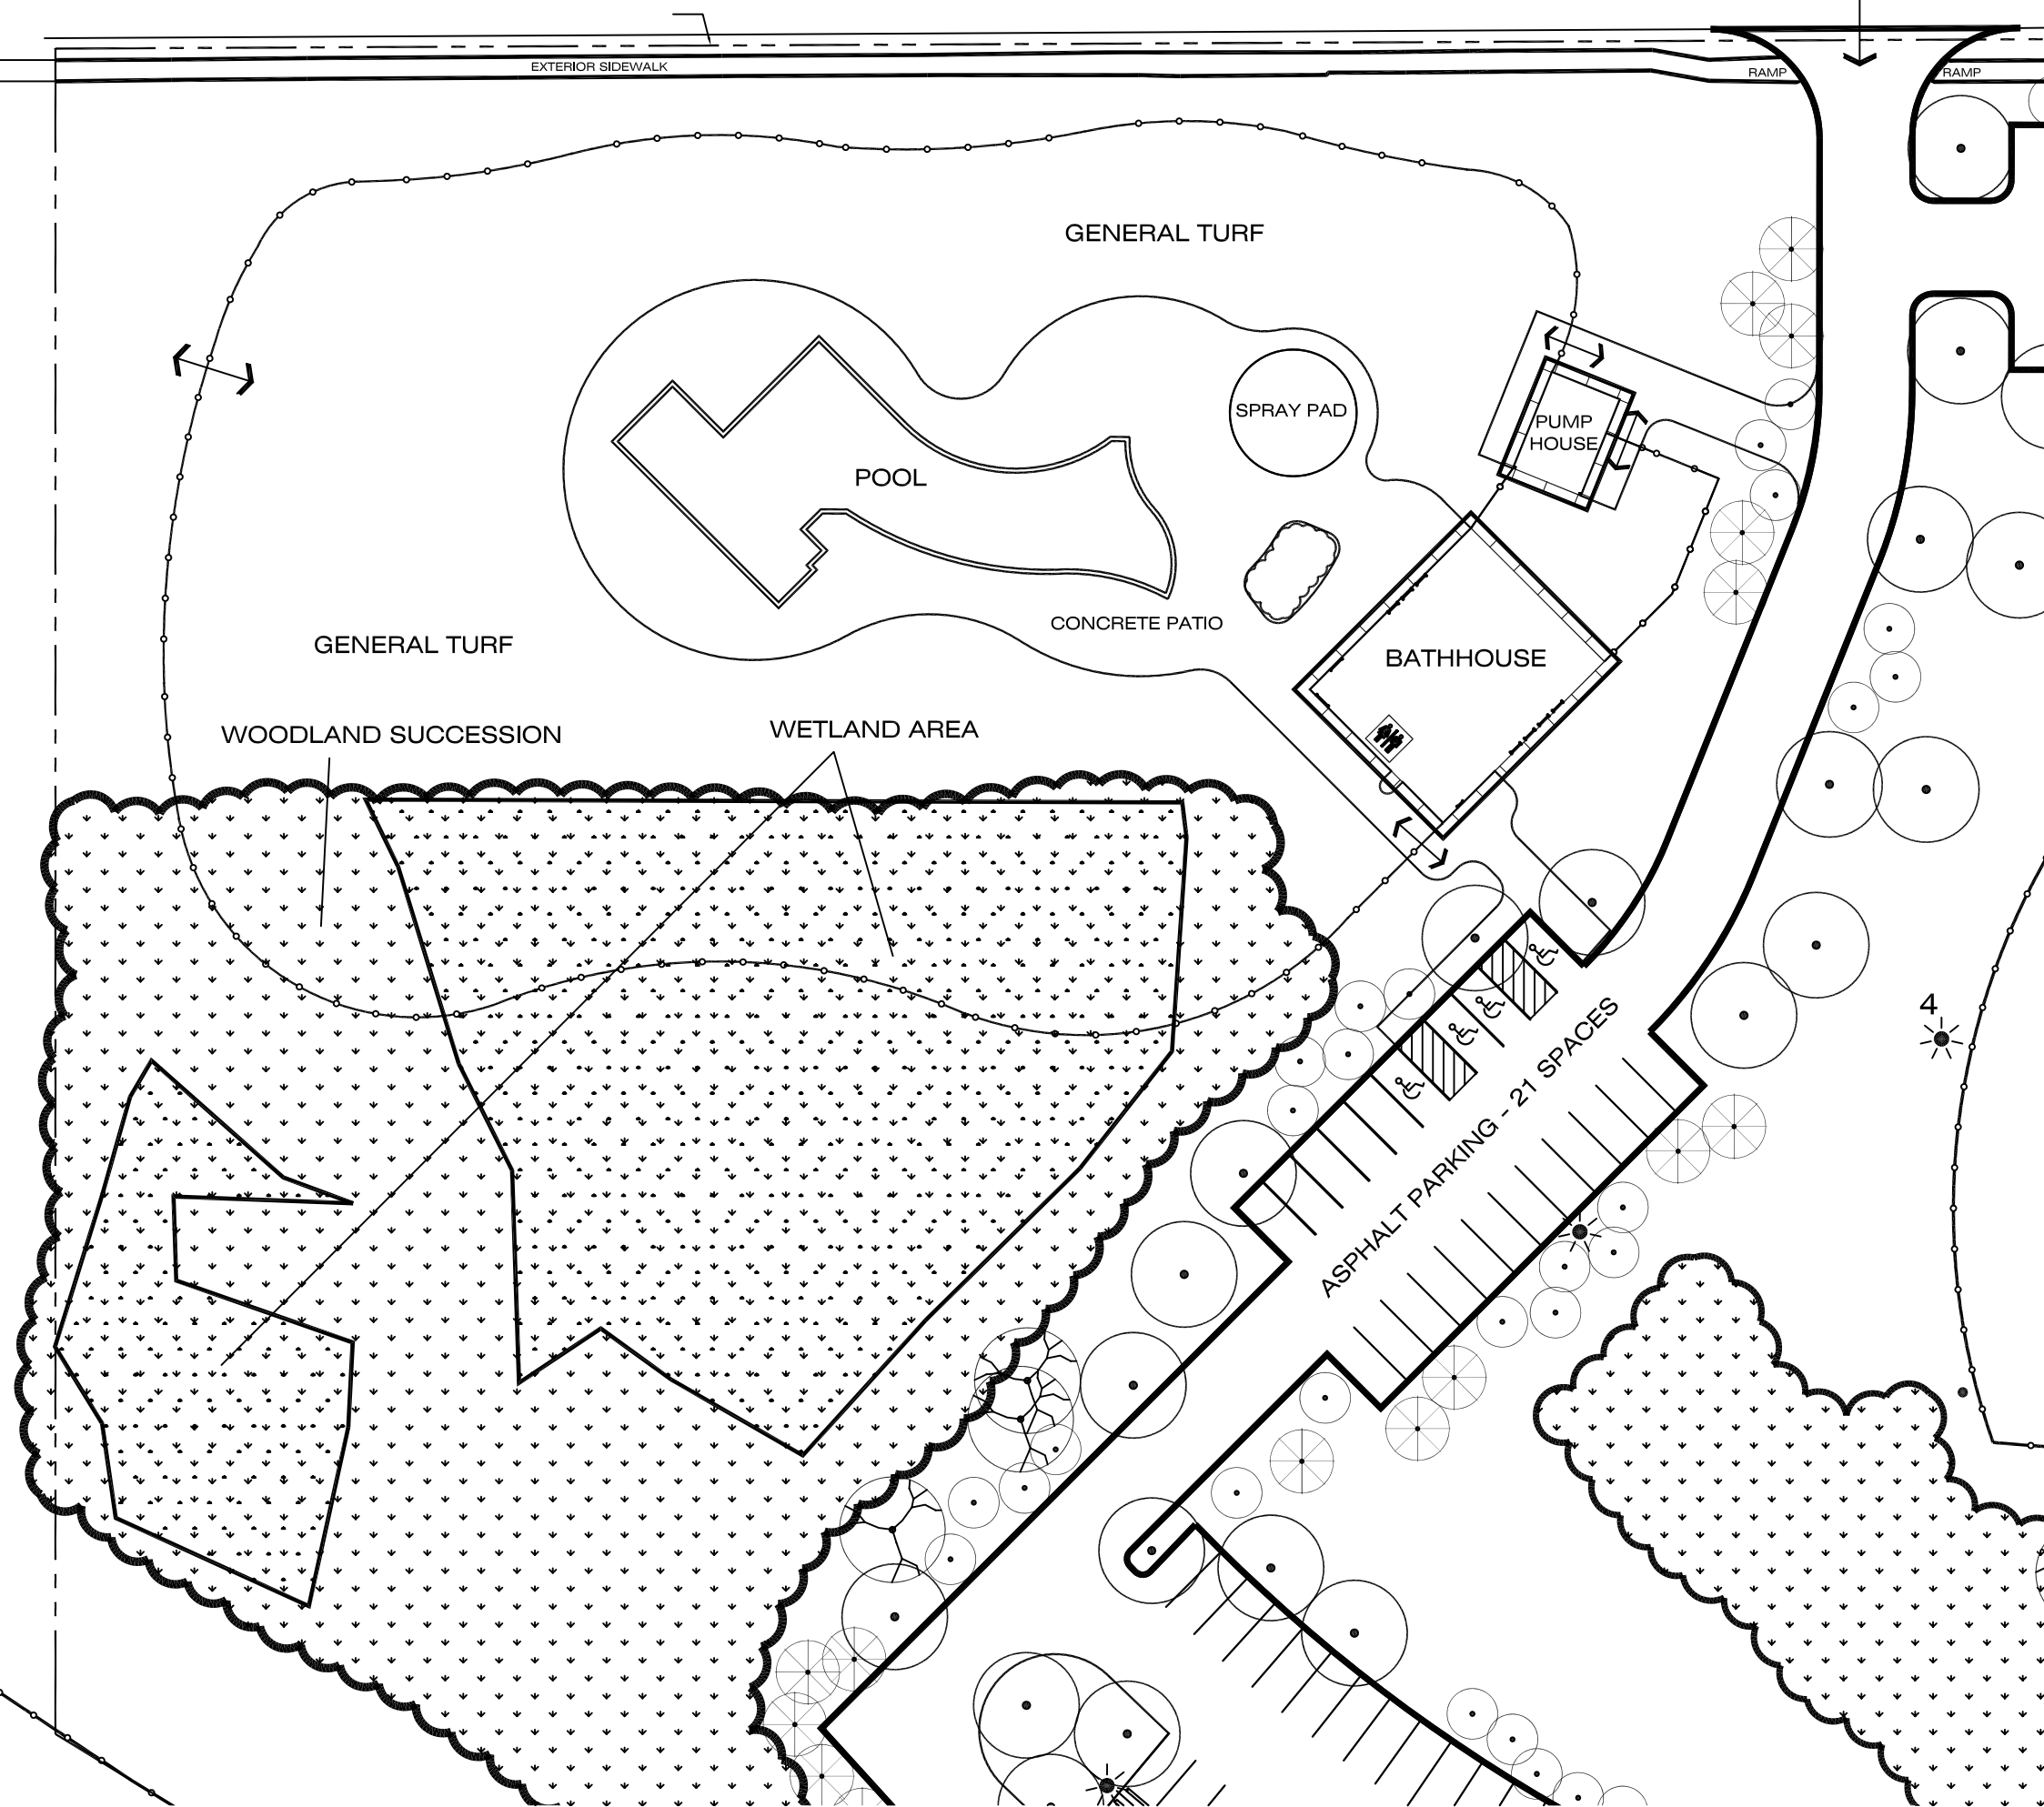 EXTERIOR SIDEWALK
RAMP
RAMP
GENERAL TURF
SPRAY PAD
PUMP
HOUSE
POOL
CONCRETE PATIO
GENERAL TURF
BATHHOUSE
WOODLAND SUCCESSION
WETLAND AREA
4
ASPHALT PARKING - 21 SPACES